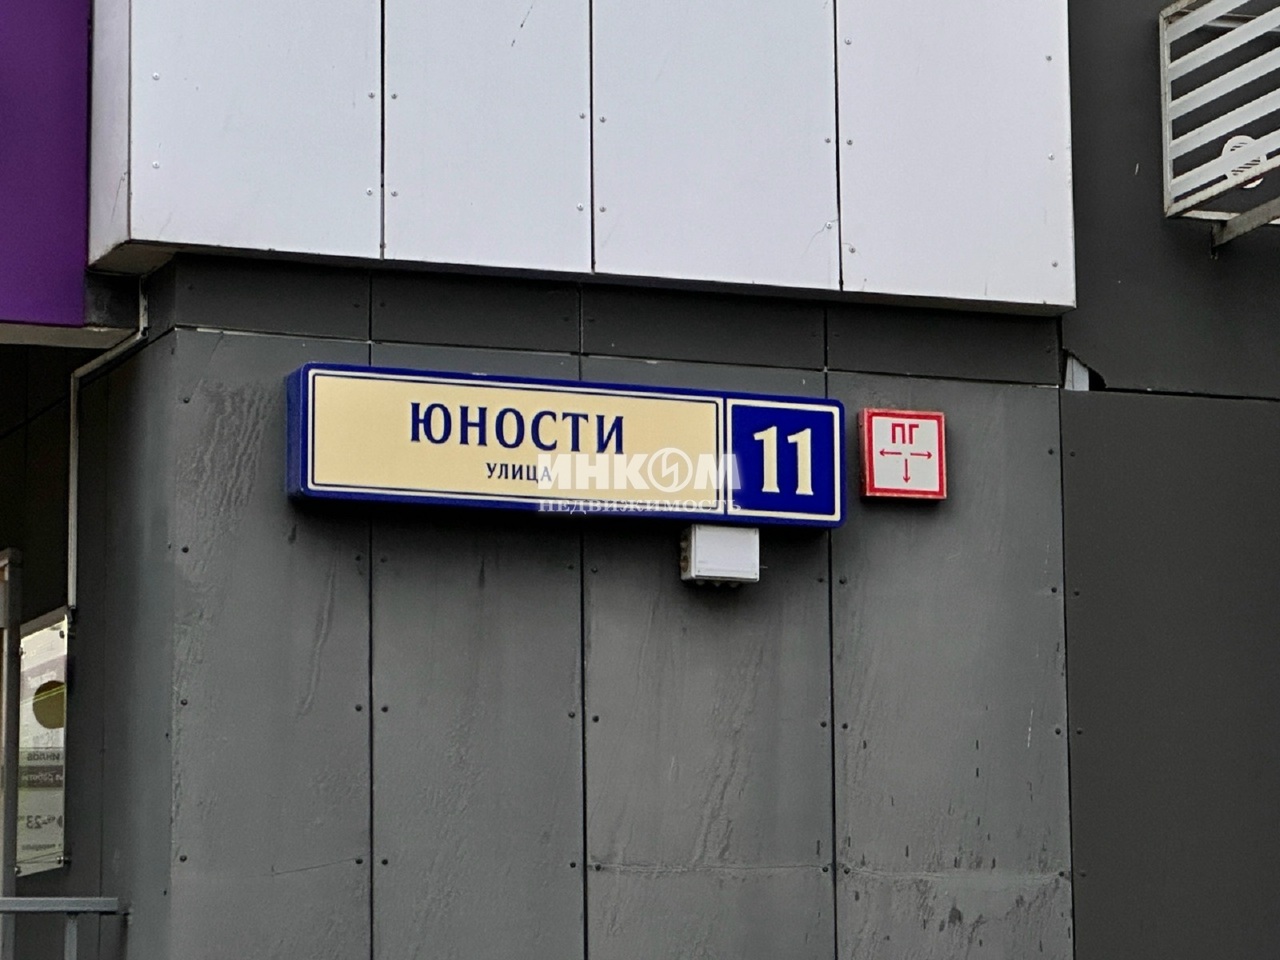 ЮНОСТИ
УЛИЦА
11
ПГ
ИНКОМ
НЕДВИЖИМОСТЬ